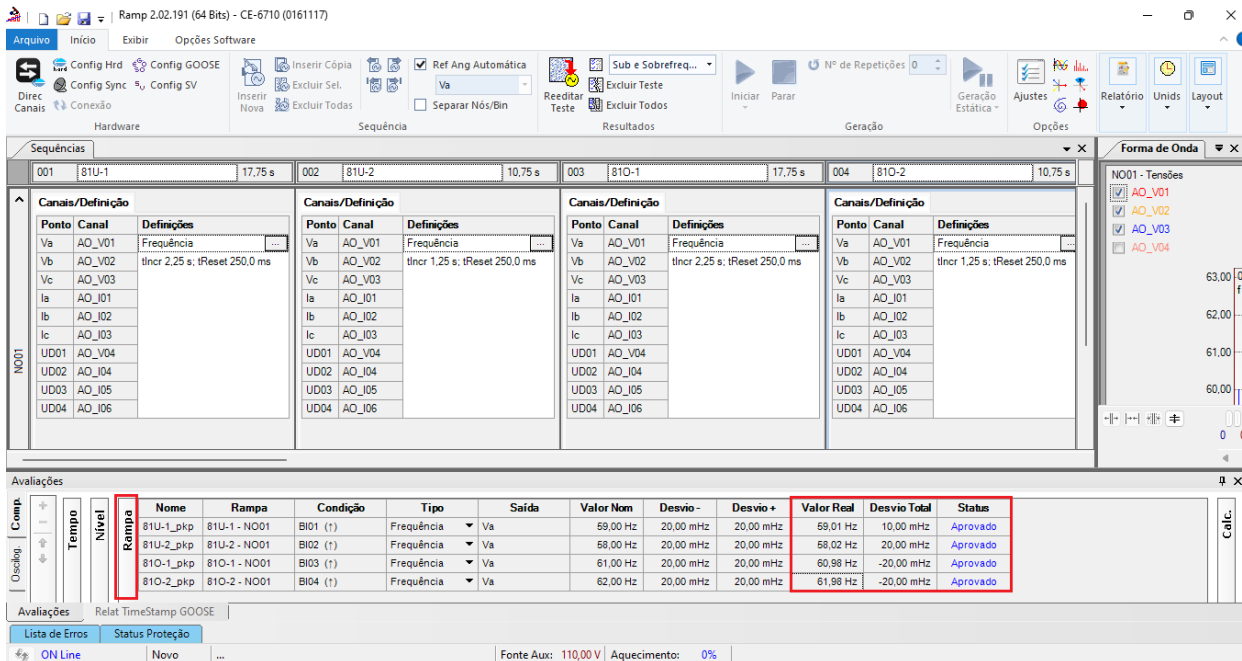 Ramp 2.02.191 (64 Bits) - CE-6710 (0161117)
Arquivo Início Exibir Opções Software
Direc Canais
Config Hrd Config GOOSE
Config Sync Config SV
Conexão
Hardware
Inserir Nova
Inserir Cópia
Excluir Sel.
Excluir Todas
Ref Ang Automática
Va
Separar Nós/Bin
Sequência
Reeditar Teste
Sub e Sobrefreq...
Excluir Teste
Excluir Todos
Resultados
Iniciar Parar
Nº de Repetições 0
Geração Estática
Geração
Ajustes
Opções
Relatório Unids Layout
Sequências
001 81U-1 17,75 s 002 81U-2 10,75 s 003 81O-1 17,75 s 004 81O-2 10,75 s
Canais/Definição Canais/Definição Canais/Definição Canais/Definição
Ponto Canal Definições Ponto Canal Definições Ponto Canal Definições Ponto Canal Definições
Va AO_V01 Frequência ... Va AO_V01 Frequência ... Va AO_V01 Frequência ... Va AO_V01 Frequência ...
Vb AO_V02 tIncr 2,25 s; tReset 250,0 ms Vb AO_V02 tIncr 1,25 s; tReset 250,0 ms Vb AO_V02 tIncr 2,25 s; tReset 250,0 ms Vb AO_V02 tIncr 1,25 s; tReset 250,0 ms
Vc AO_V03 Vc AO_V03 Vc AO_V03 Vc AO_V03
Ia AO_I01 Ia AO_I01 Ia AO_I01 Ia AO_I01
Ib AO_I02 Ib AO_I02 Ib AO_I02 Ib AO_I02
Ic AO_I03 Ic AO_I03 Ic AO_I03 Ic AO_I03
UD01 AO_V04 UD01 AO_V04 UD01 AO_V04 UD01 AO_V04
UD02 AO_I04 UD02 AO_I04 UD02 AO_I04 UD02 AO_I04
UD03 AO_I05 UD03 AO_I05 UD03 AO_I05 UD03 AO_I05
UD04 AO_I06 UD04 AO_I06 UD04 AO_I06 UD04 AO_I06
NO01
Forma de Onda
NO01 - Tensões
AO_V01
AO_V02
AO_V03
AO_V04
63,00
62,00
61,00
60,00
0
Avaliações
Comp.
Oscilog.
Tempo
Nível
Rampa
Nome Rampa Condição Tipo Saída Valor Nom Desvio - Desvio + Valor Real Desvio Total Status
81U-1_pkp 81U-1 - NO01 BI01 (↑) Frequência Va 59,00 Hz 20,00 mHz 20,00 mHz 59,01 Hz 10,00 mHz Aprovado
81U-2_pkp 81U-2 - NO01 BI02 (↑) Frequência Va 58,00 Hz 20,00 mHz 20,00 mHz 58,02 Hz 20,00 mHz Aprovado
81O-1_pkp 81O-1 - NO01 BI03 (↑) Frequência Va 61,00 Hz 20,00 mHz 20,00 mHz 60,98 Hz -20,00 mHz Aprovado
81O-2_pkp 81O-2 - NO01 BI04 (↑) Frequência Va 62,00 Hz 20,00 mHz 20,00 mHz 61,98 Hz -20,00 mHz Aprovado
Calc.
Avaliações Relat TimeStamp GOOSE
Lista de Erros Status Proteção
ON Line Novo ... Fonte Aux: 110,00 V Aquecimento: 0%